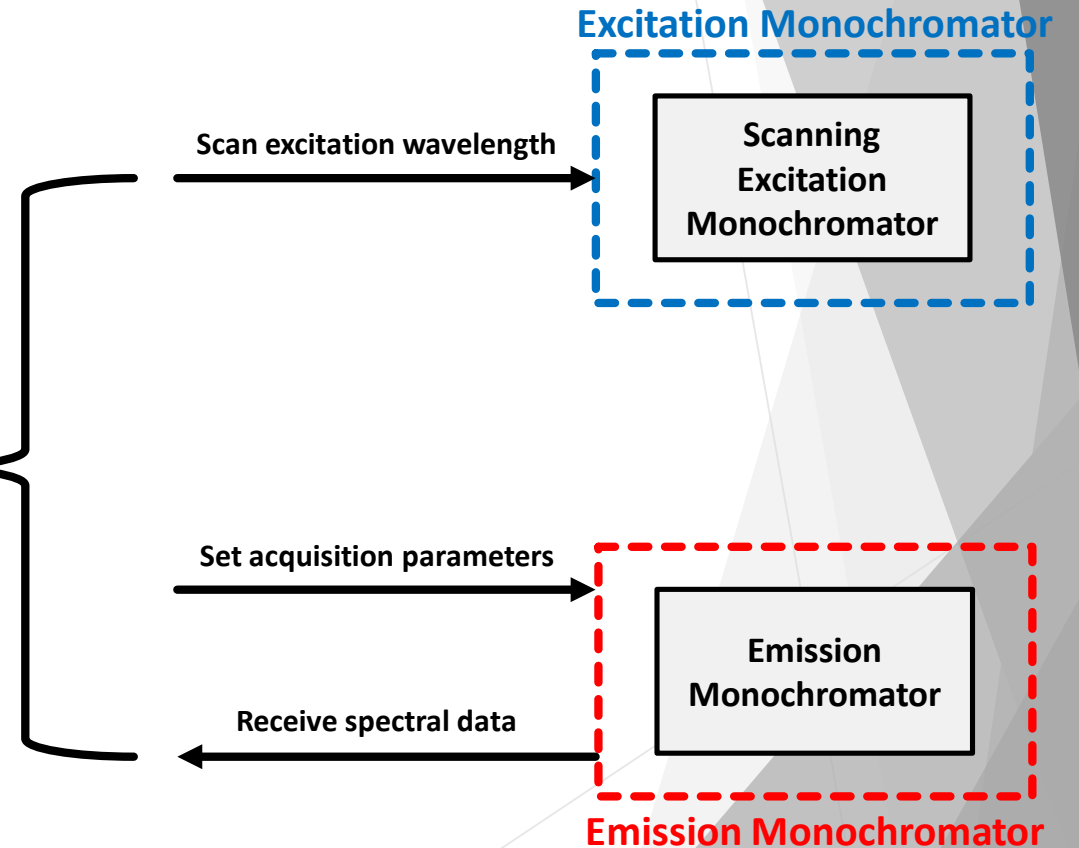 Excitation Monochromator
Scan excitation wavelength
Scanning
Excitation
Monochromator
Set acquisition parameters
Emission
Monochromator
Receive spectral data
Emission Monochromator